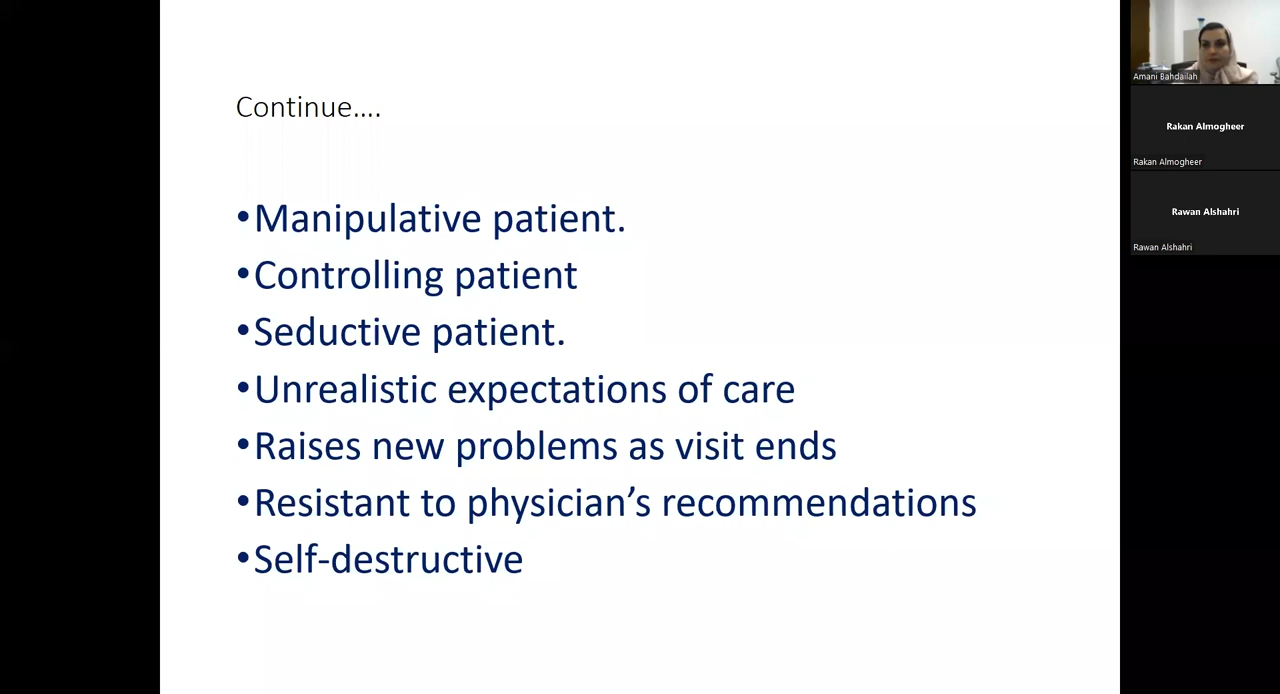 Continue....
•Manipulative patient.
•Controlling patient
•Seductive patient.
•Unrealistic expectations of care
•Raises new problems as visit ends
•Resistant to physician’s recommendations
•Self-destructive
Amani Bahdailah
Rakan Almogheer
Rakan Almogheer
Rawan Alshahri
Rawan Alshahri